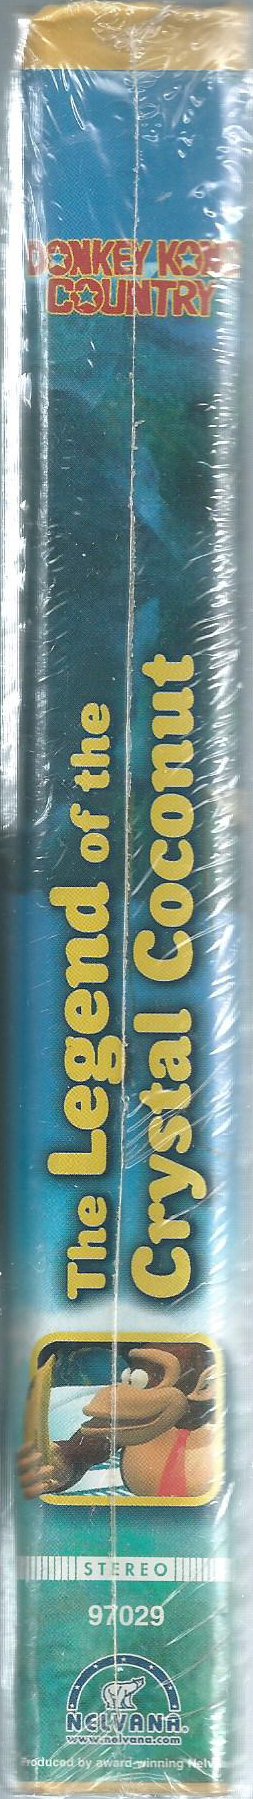 DONKEY KONG
COUNTRY
The Legend of the
Crystal Coconut
STEREO
97029
NELVANA®
www.nelvana.com
Produced by award-winning Nelv